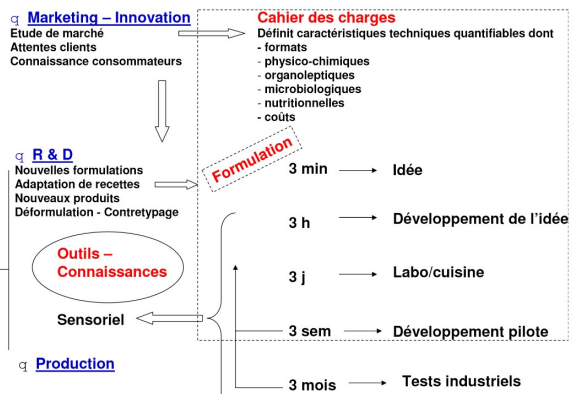 q Marketing – Innovation
Etude de marché
Attentes clients
Connaissance consommateurs
Cahier des charges
Définit caractéristiques techniques quantifiables dont
- formats
- physico-chimiques
- organoleptiques
- microbiologiques
- nutritionnelles
- coûts
q R & D
Nouvelles formulations
Adaptation de recettes
Nouveaux produits
Déformulation - Contretypage
Formulation
3 min
Idée
3 h
Développement de l'idée
3 j
Labo/cuisine
3 sem
Développement pilote
3 mois
Tests industriels
Outils –
Connaissances
Sensoriel
q Production